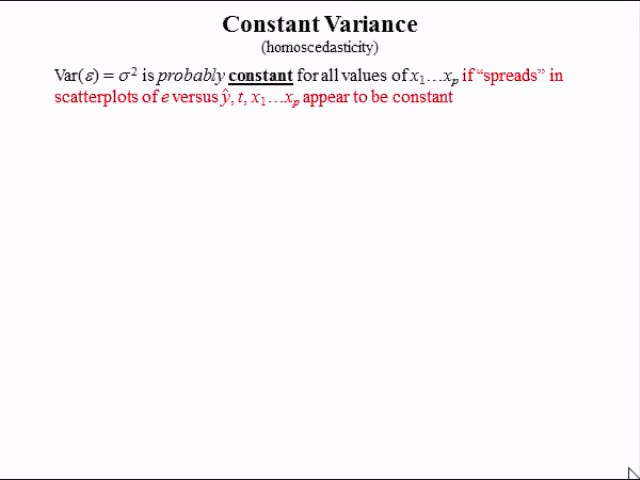 Constant Variance
(homoscedasticity)
Var(ε) = σ² is probably constant for all values of x₁…xₚ if “spreads” in
scatterplots of e versus ŷ, t, x₁…xₚ appear to be constant